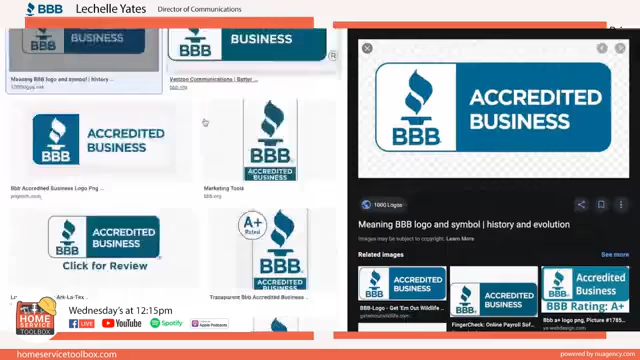 BBB
Lechelle Yates
Director of Communications
BUSINESS
BUSINESS
Meaning BBB logo and symbol | history ...
1000logos.net
Verizon Communications | Better ...
bbb.org
BBB
ACCREDITED
BUSINESS
BBB
ACCREDITED
BUSINESS
Bbb Accredited Business Logo Png ...
Marketing Tools
bbb.org
BBB
ACCREDITED
BUSINESS
Click for Review
A+
Rated
BBB
ACCREDITED
BUSINESS
Transparent Bbb Accredited Business ...
BBB
ACCREDITED
BUSINESS
1000 Logos
Meaning BBB logo and symbol | history and evolution
Images may be subject to copyright. Learn More
Related images
See more
ACCREDITED
BUSINESS
Accredited
Business
BBB Rating: A+
BBB-Logo - Get 'Em Out Wildlife ...
FingerCheck: Online Payroll Sof...
Bbb a+ logo png, Picture #1785...
HOME
SERVICE
TOOLBOX
Wednesday's at 12:15pm
LIVE
YouTube
Spotify
Apple Podcasts
homeservicetoolbox.com
powered by nuagency.com